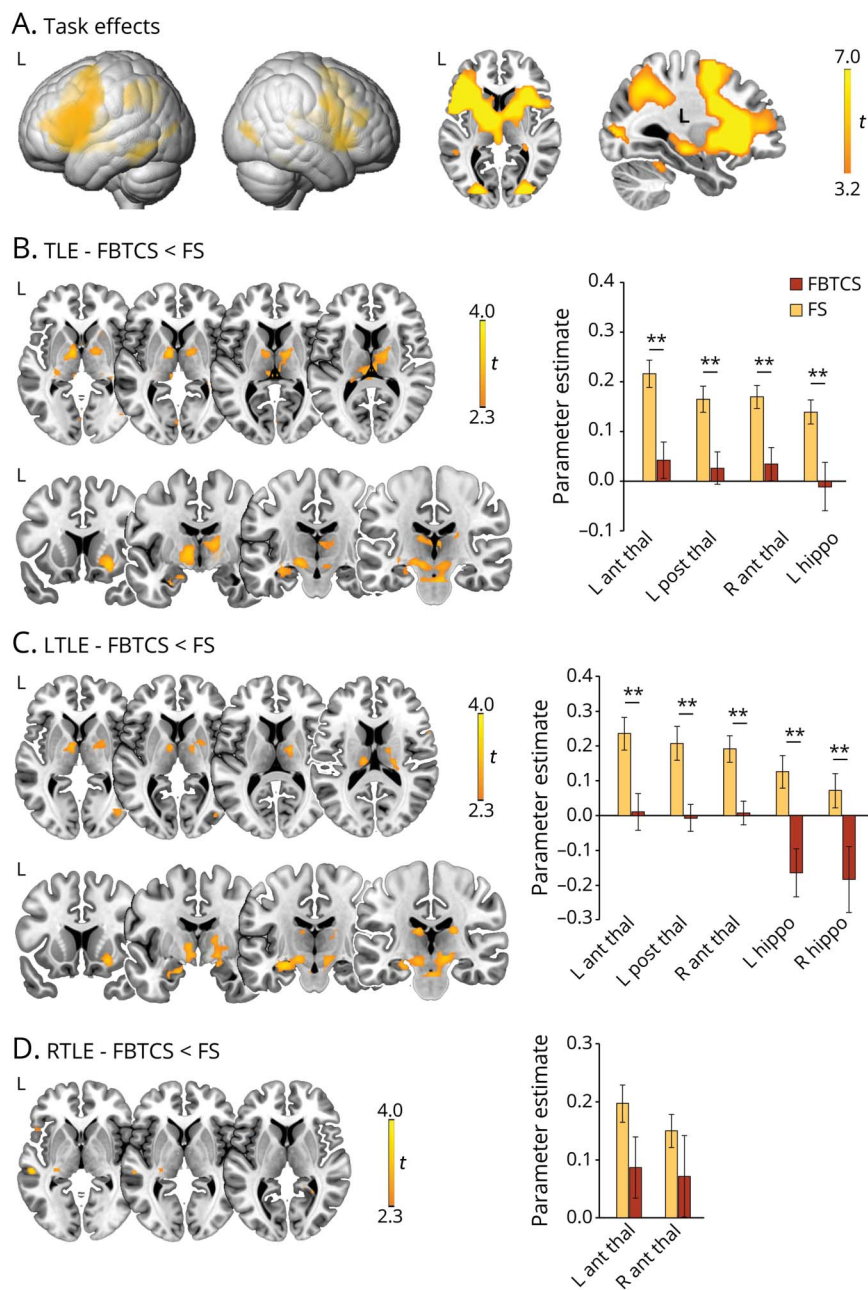 A. Task effects
L
L
L
7.0
t
3.2
B. TLE - FBTCS < FS
L
4.0
t
2.3
L
Parameter estimate
0.4
0.3
0.2
0.1
0.0
−0.1
FBTCS
FS
**
**
**
**
L ant thal
L post thal
R ant thal
L hippo
C. LTLE - FBTCS < FS
L
4.0
t
2.3
L
Parameter estimate
0.4
0.3
0.2
0.1
0.0
−0.1
−0.2
−0.3
**
**
**
**
**
L ant thal
L post thal
R ant thal
L hippo
R hippo
D. RTLE - FBTCS < FS
L
4.0
t
2.3
Parameter estimate
0.3
0.2
0.1
0.0
L ant thal
R ant thal